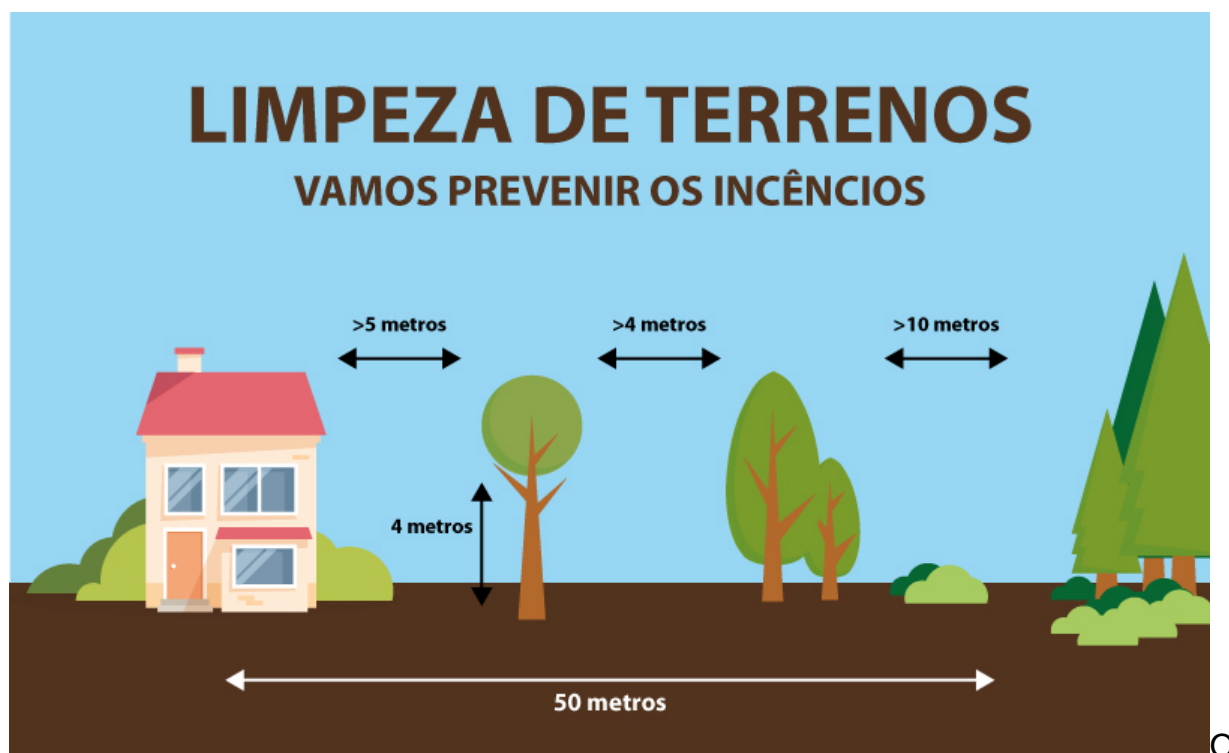 LIMPEZA DE TERRENOS
VAMOS PREVENIR OS INCÊNCIOS
>5 metros
>4 metros
>10 metros
4 metros
50 metros